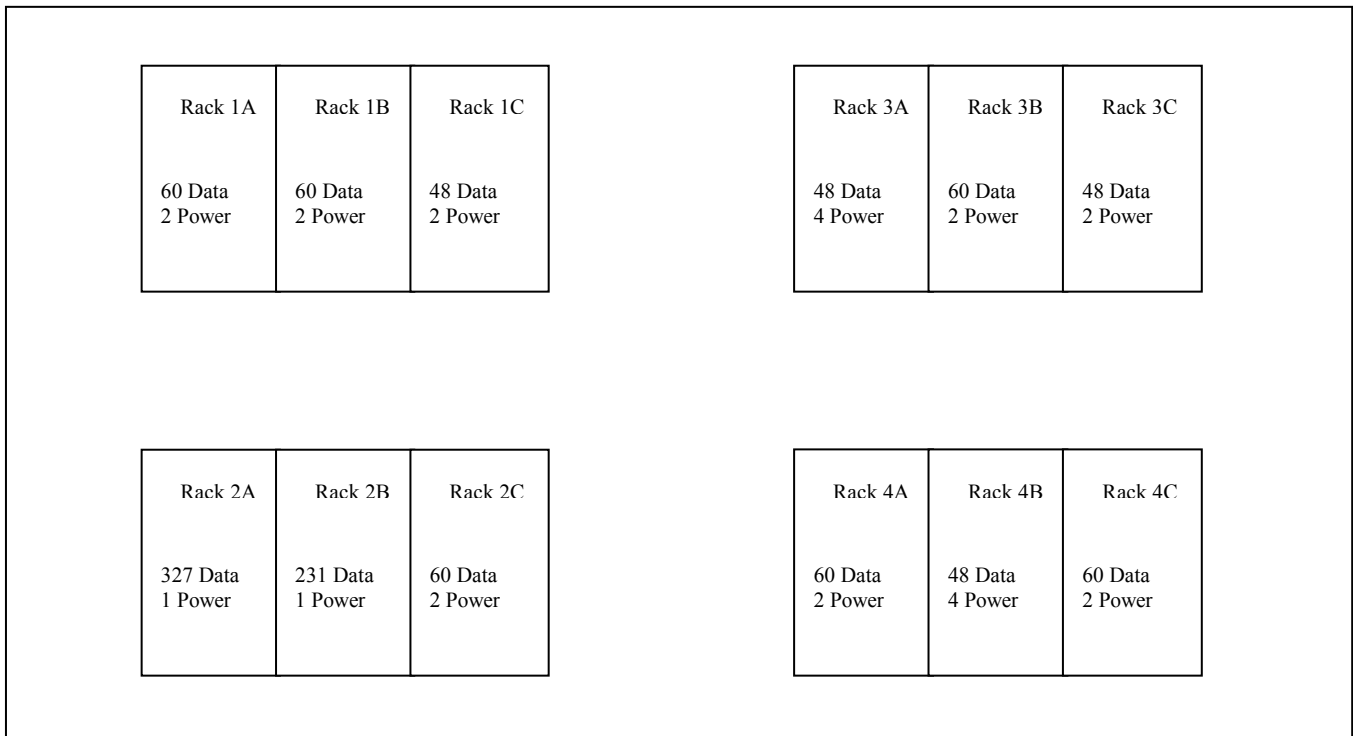 Rack 1A Rack 1B Rack 1C
60 Data 60 Data 48 Data
2 Power 2 Power 2 Power
Rack 3A Rack 3B Rack 3C
48 Data 60 Data 48 Data
4 Power 2 Power 2 Power
Rack 2A Rack 2B Rack 2C
327 Data 231 Data 60 Data
1 Power 1 Power 2 Power
Rack 4A Rack 4B Rack 4C
60 Data 48 Data 60 Data
2 Power 4 Power 2 Power